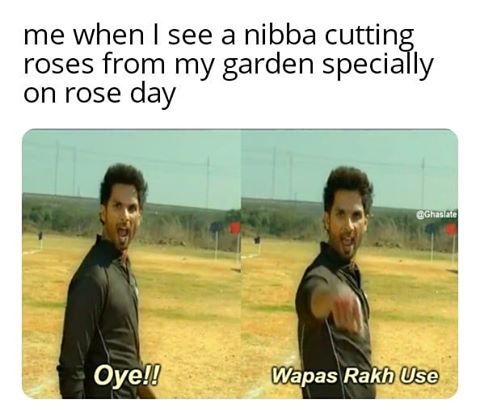 me when I see a nibba cutting
roses from my garden specially
on rose day
@Ghaslate
Oye!!
Wapas Rakh Use